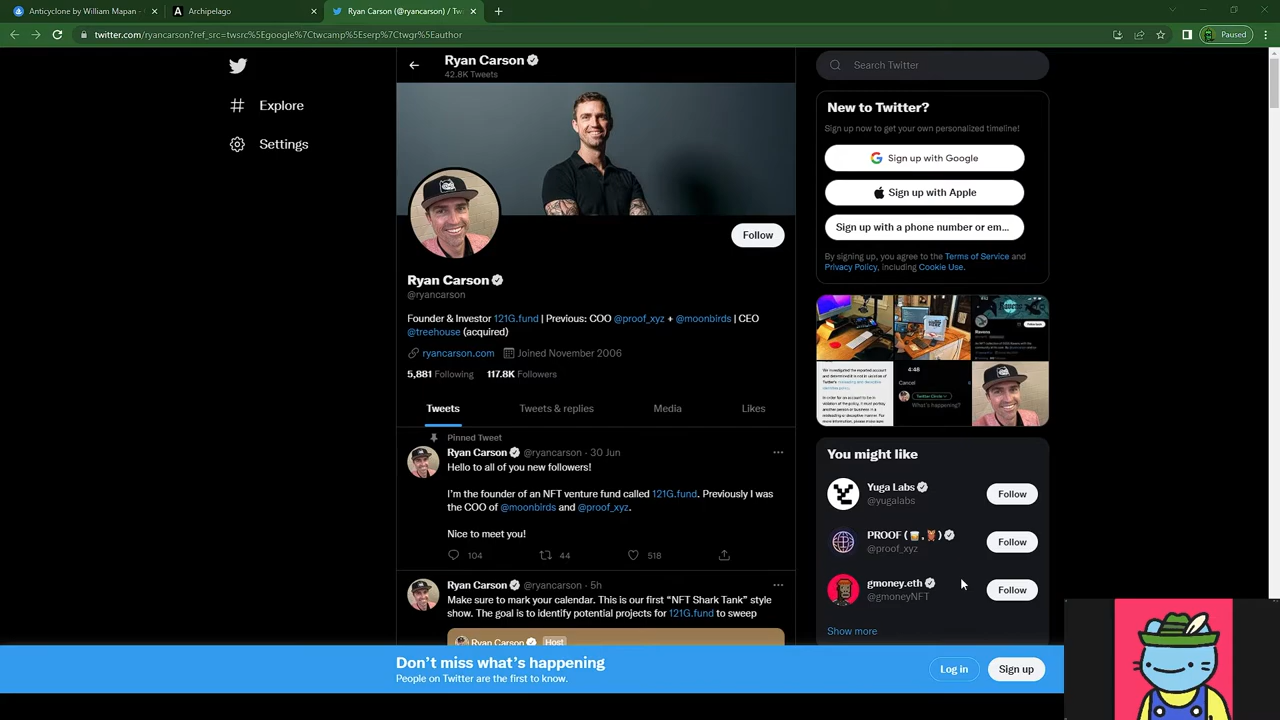 Anticyclone by William Mapan -
Archipelago
Ryan Carson (@ryancarson) / Tw
twitter.com/ryancarson?ref_src=twsrc%5Egoogle%7Ctwcamp%5Eserp%7Ctwgr%5Eauthor
Paused
Explore
Settings
Ryan Carson
42.8K Tweets
Follow
Ryan Carson
@ryancarson
Founder & Investor 121G.fund | Previous: COO @proof_xyz + @moonbirds | CEO
@treehouse (acquired)
ryancarson.com Joined November 2006
5,881 Following 117.8K Followers
Tweets Tweets & replies Media Likes
Pinned Tweet
Ryan Carson @ryancarson · 30 Jun
Hello to all of you new followers!
I'm the founder of an NFT venture fund called 121G.fund. Previously I was
the COO of @moonbirds and @proof_xyz.
Nice to meet you!
104 44 518
Ryan Carson @ryancarson · 5h
Make sure to mark your calendar. This is our first “NFT Shark Tank” style
show. The goal is to identify potential projects for 121G.fund to sweep
Ryan Carson Host
Search Twitter
New to Twitter?
Sign up now to get your own personalized timeline!
Sign up with Google
Sign up with Apple
Sign up with a phone number or em...
By signing up, you agree to the Terms of Service and
Privacy Policy, including Cookie Use.
4:48
Cancel
Twitter Circle
What's happening?
You might like
Yuga Labs
@yugalabs
Follow
PROOF ( 🥃 , 🦉 )
@proof_xyz
Follow
gmoney.eth
@gmoneyNFT
Follow
Show more
Don't miss what's happening
People on Twitter are the first to know.
Log in
Sign up